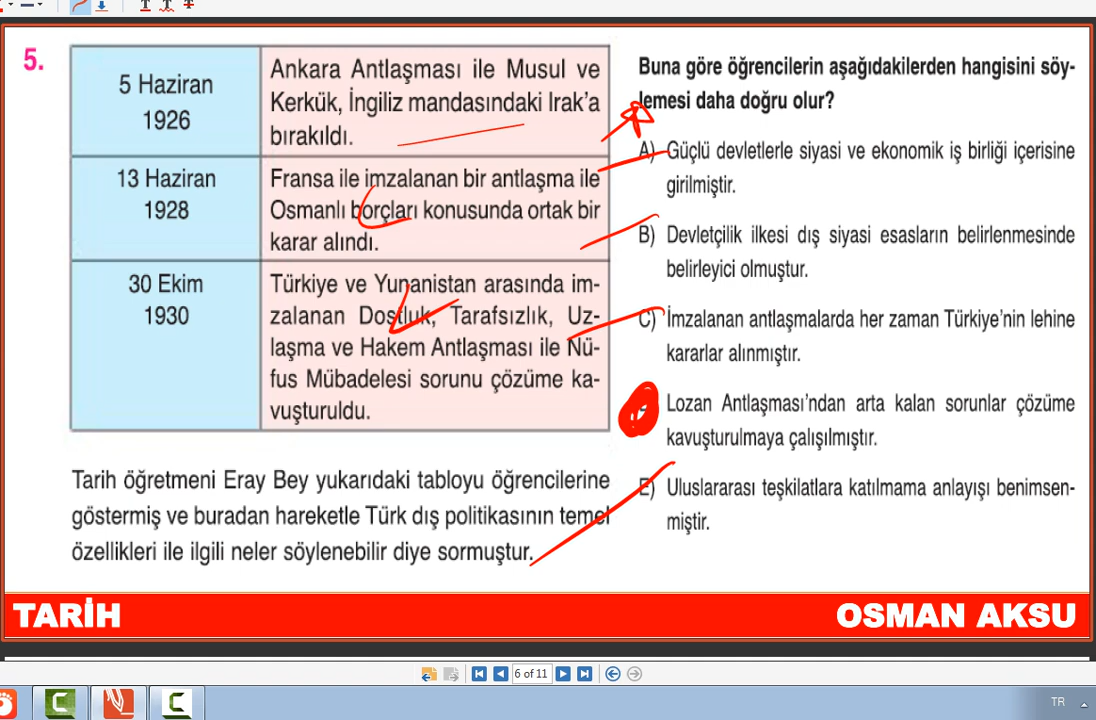 5.
5 Haziran
1926
Ankara Antlaşması ile Musul ve
Kerkük, İngiliz mandasındaki Irak'a
bırakıldı.
13 Haziran
1928
Fransa ile imzalanan bir antlaşma ile
Osmanlı borçları konusunda ortak bir
karar alındı.
30 Ekim
1930
Türkiye ve Yunanistan arasında im-
zalanan Dostluk, Tarafsızlık, Uz-
laşma ve Hakem Antlaşması ile Nü-
fus Mübadelesi sorunu çözüme ka-
vuşturuldu.
Tarih öğretmeni Eray Bey yukarıdaki tabloyu öğrencilerine
göstermiş ve buradan hareketle Türk dış politikasının temel
özellikleri ile ilgili neler söylenebilir diye sormuştur.
Buna göre öğrencilerin aşağıdakilerden hangisini söy-
lemesi daha doğru olur?
A) Güçlü devletlerle siyasi ve ekonomik iş birliği içerisine
girilmiştir.
B) Devletçilik ilkesi dış siyasi esasların belirlenmesinde
belirleyici olmuştur.
C) İmzalanan antlaşmalarda her zaman Türkiye'nin lehine
kararlar alınmıştır.
Lozan Antlaşması'ndan arta kalan sorunlar çözüme
kavuşturulmaya çalışılmıştır.
E) Uluslararası teşkilatlara katılmama anlayışı benimsen-
miştir.
TARİH
OSMAN AKSU
6 of 11
TR